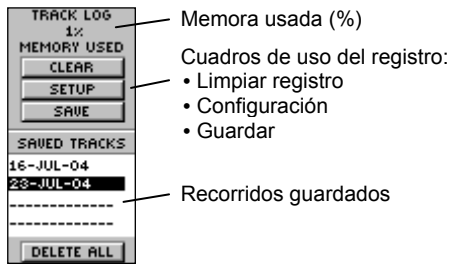 TRACK LOG
1%
MEMORY USED
CLEAR
SETUP
SAVE
SAVED TRACKS
16-JUL-04
23-JUL-04
-------------
-------------
DELETE ALL
Memora usada (%)
Cuadros de uso del registro:
• Limpiar registro
• Configuración
• Guardar
Recorridos guardados